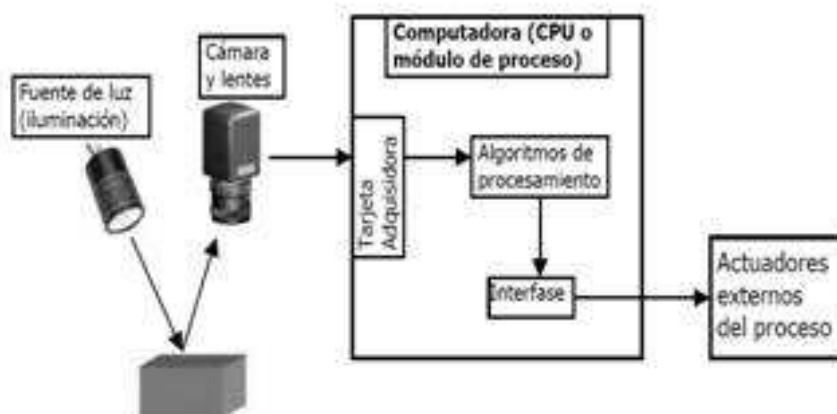 Fuente de luz
(iluminación)
Cámara
y lentes
Computadora (CPU o
módulo de proceso)
Tarjeta
Adquisidora
Algoritmos de
procesamiento
Interfase
Actuadores
externos
del proceso